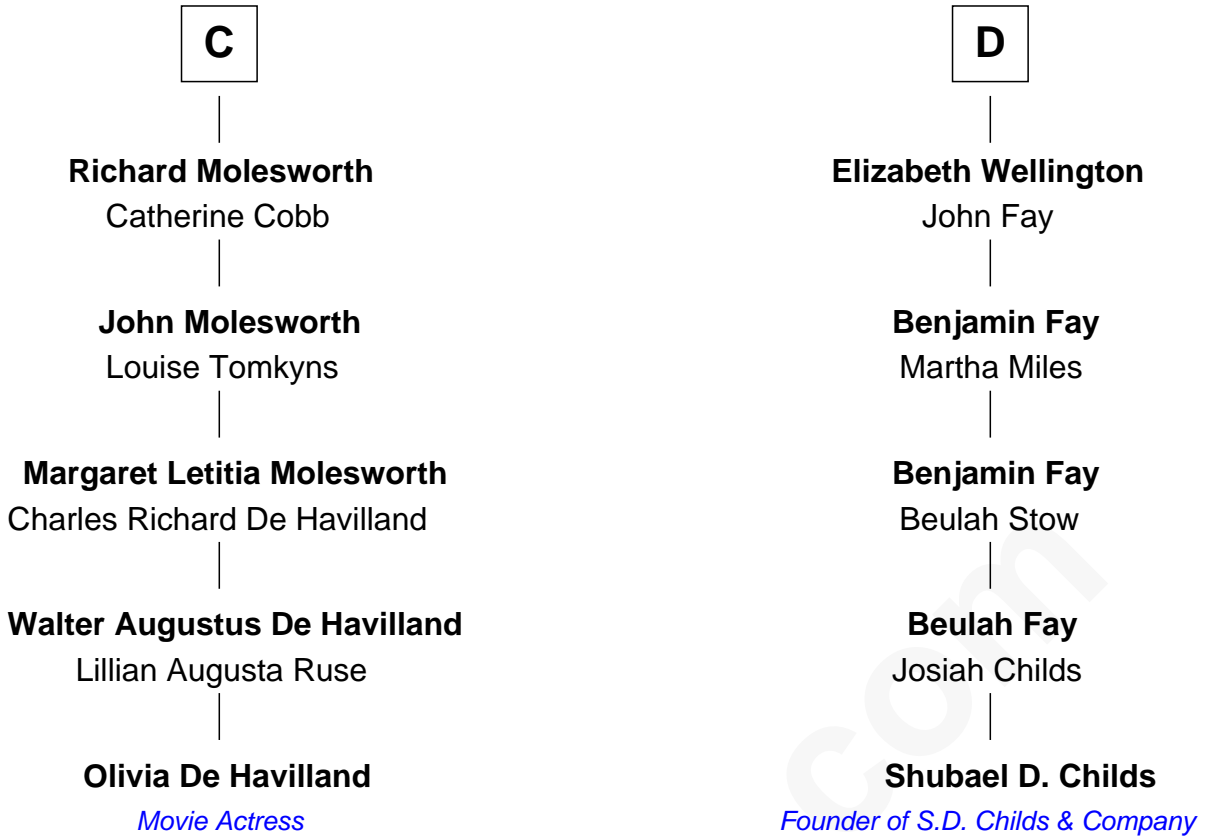 C
Richard Molesworth
Catherine Cobb
John Molesworth
Louise Tomkyns
Margaret Letitia Molesworth
Charles Richard De Havilland
Walter Augustus De Havilland
Lillian Augusta Ruse
Olivia De Havilland
Movie Actress
D
Elizabeth Wellington
John Fay
Benjamin Fay
Martha Miles
Benjamin Fay
Beulah Stow
Beulah Fay
Josiah Childs
Shubael D. Childs
Founder of S.D. Childs & Company
com